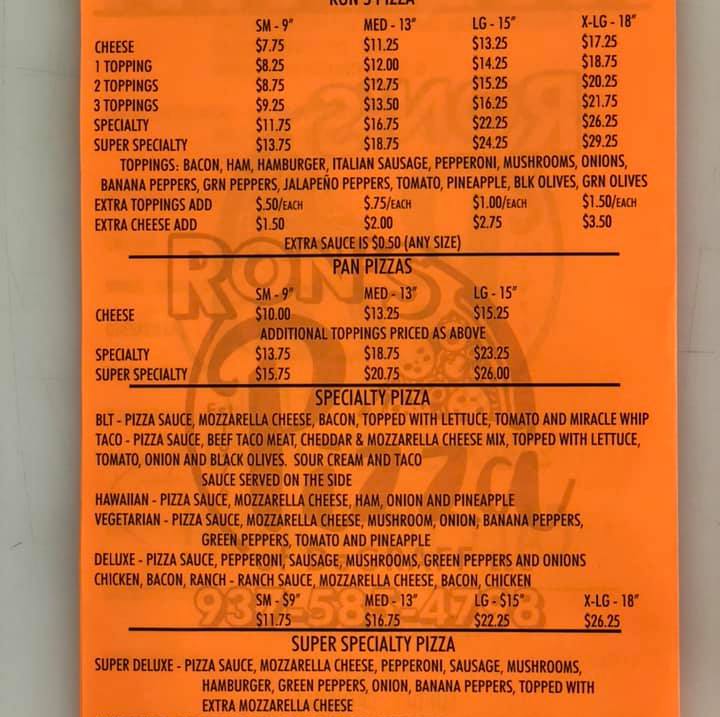 RON'S PIZZA
SM - 9" MED - 13" LG - 15" X-LG - 18"
CHEESE $7.75 $11.25 $13.25 $17.25
1 TOPPING $8.25 $12.00 $14.25 $18.75
2 TOPPINGS $8.75 $12.75 $15.25 $20.25
3 TOPPINGS $9.25 $13.50 $16.25 $21.75
SPECIALTY $11.75 $16.75 $22.25 $26.25
SUPER SPECIALTY $13.75 $18.75 $24.25 $29.25
TOPPINGS: BACON, HAM, HAMBURGER, ITALIAN SAUSAGE, PEPPERONI, MUSHROOMS, ONIONS,
BANANA PEPPERS, GRN PEPPERS, JALAPEÑO PEPPERS, TOMATO, PINEAPPLE, BLK OLIVES, GRN OLIVES
EXTRA TOPPINGS ADD $.50/EACH $.75/EACH $1.00/EACH $1.50/EACH
EXTRA CHEESE ADD $1.50 $2.00 $2.75 $3.50
EXTRA SAUCE IS $0.50 (ANY SIZE)
PAN PIZZAS
SM - 9" MED - 13" LG - 15"
CHEESE $10.00 $13.25 $15.25
ADDITIONAL TOPPINGS PRICED AS ABOVE
SPECIALTY $13.75 $18.75 $23.25
SUPER SPECIALTY $15.75 $20.75 $26.00
SPECIALTY PIZZA
BLT - PIZZA SAUCE, MOZZARELLA CHEESE, BACON, TOPPED WITH LETTUCE, TOMATO AND MIRACLE WHIP
TACO - PIZZA SAUCE, BEEF TACO MEAT, CHEDDAR & MOZZARELLA CHEESE MIX, TOPPED WITH LETTUCE,
TOMATO, ONION AND BLACK OLIVES. SOUR CREAM AND TACO
SAUCE SERVED ON THE SIDE
HAWAIIAN - PIZZA SAUCE, MOZZARELLA CHEESE, HAM, ONION AND PINEAPPLE
VEGETARIAN - PIZZA SAUCE, MOZZARELLA CHEESE, MUSHROOM, ONION, BANANA PEPPERS,
GREEN PEPPERS, TOMATO AND PINEAPPLE
DELUXE - PIZZA SAUCE, PEPPERONI, SAUSAGE, MUSHROOMS, GREEN PEPPERS AND ONIONS
CHICKEN, BACON, RANCH - RANCH SAUCE, MOZZARELLA CHEESE, BACON, CHICKEN
SM - $9" MED - 13" LG - $15" X-LG - 18"
$11.75 $16.75 $22.25 $26.25
SUPER SPECIALTY PIZZA
SUPER DELUXE - PIZZA SAUCE, MOZZARELLA CHEESE, PEPPERONI, SAUSAGE, MUSHROOMS,
HAMBURGER, GREEN PEPPERS, ONION, BANANA PEPPERS, TOPPED WITH
EXTRA MOZZARELLA CHEESE
RON'S
Pizza